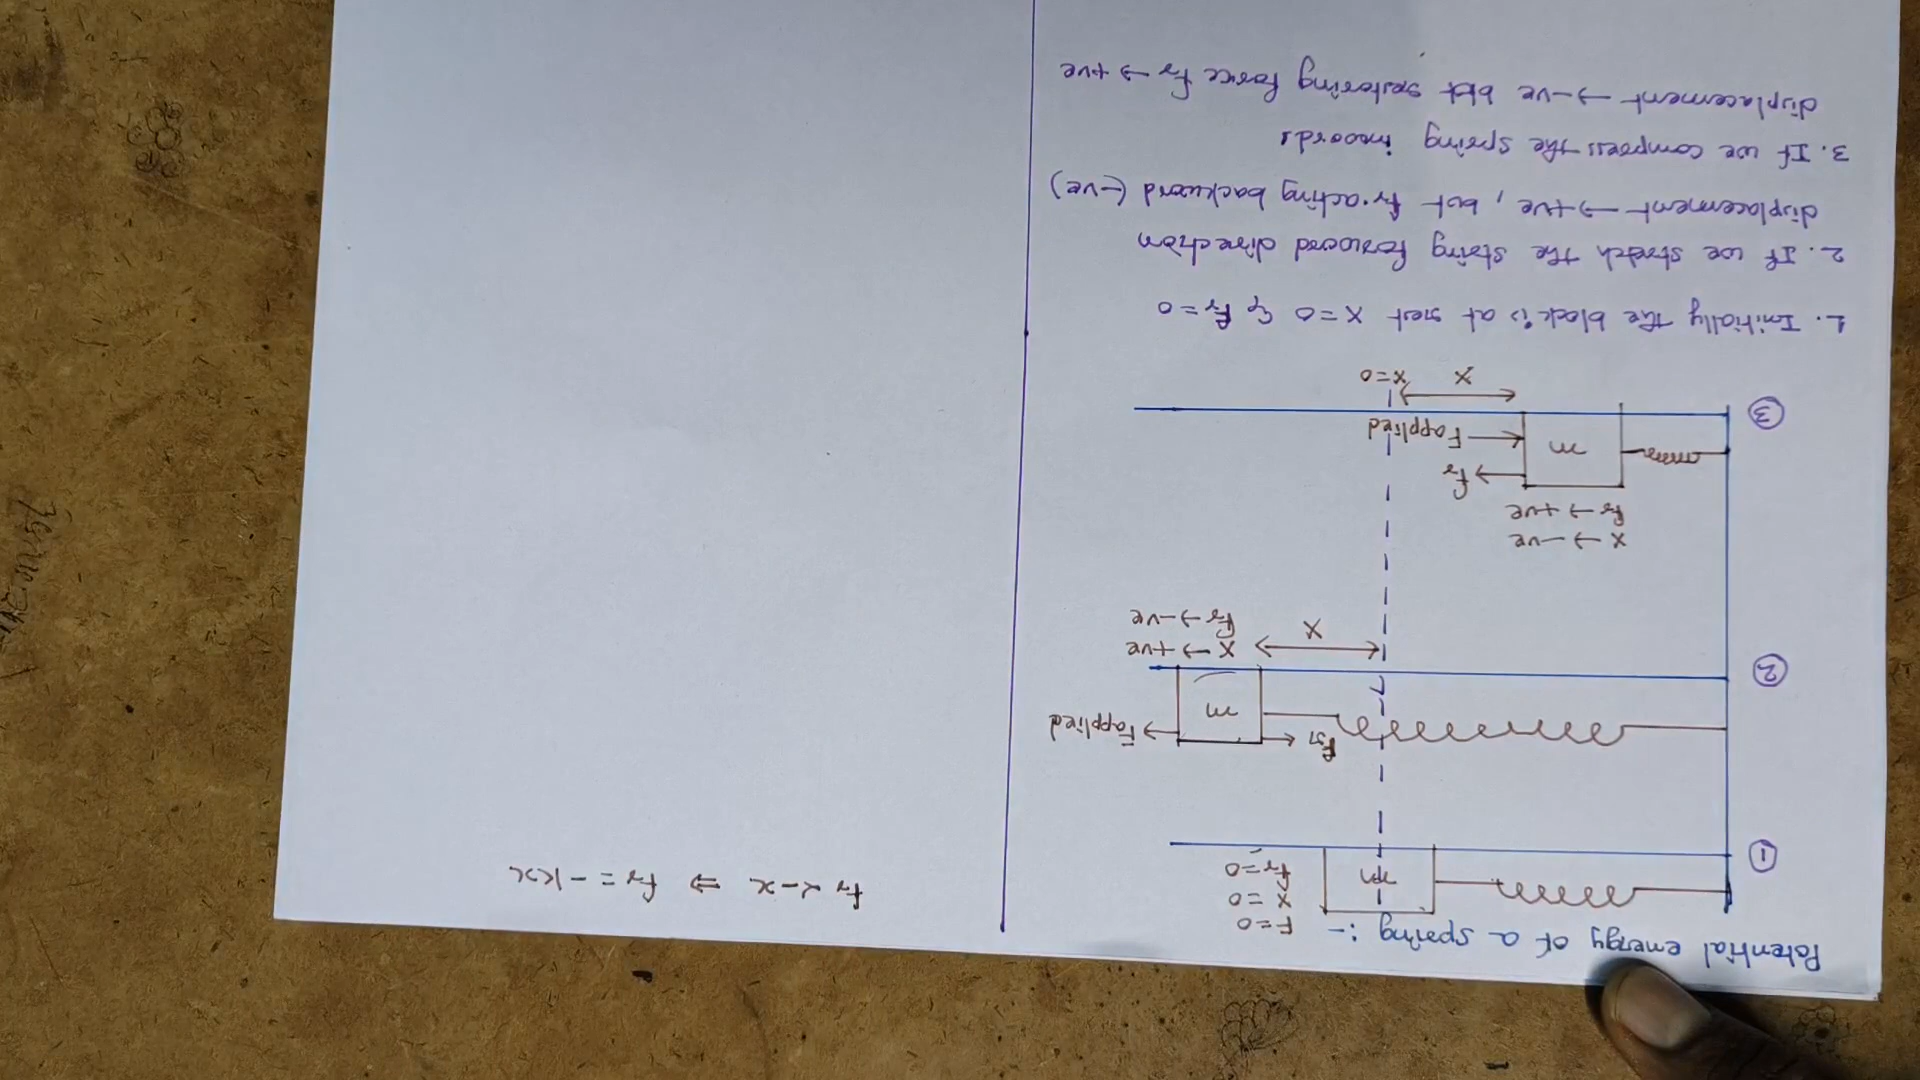 Potential energy of a spring :-
①
m
F=0
x=0
Fr=0
②
Fr
m
Fapplied
x
x → +ve
Fr → -ve
③
x → -ve
Fr → +ve
m
Fr
Fapplied
x
x=0
1. Initially the block is at rest x=0 & Fr=0
2. If we stretch the string forward direction
displacement → +ve, but Fr acting backward (-ve)
3. If we compress the spring inwards
displacement → -ve but restoring force Fr → +ve
Fr ∝ -x ⇒ Fr = -kx